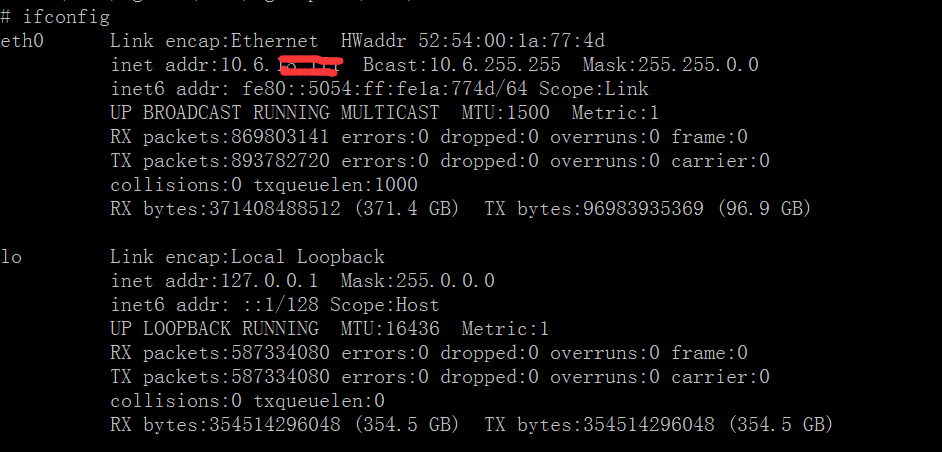 # ifconfig
eth0 Link encap:Ethernet HWaddr 52:54:00:1a:77:4d
inet addr:10.6. Bcast:10.6.255.255 Mask:255.255.0.0
inet6 addr: fe80::5054:ff:fe1a:774d/64 Scope:Link
UP BROADCAST RUNNING MULTICAST MTU:1500 Metric:1
RX packets:869803141 errors:0 dropped:0 overruns:0 frame:0
TX packets:893782720 errors:0 dropped:0 overruns:0 carrier:0
collisions:0 txqueuelen:1000
RX bytes:371408488512 (371.4 GB) TX bytes:96983935369 (96.9 GB)
lo Link encap:Local Loopback
inet addr:127.0.0.1 Mask:255.0.0.0
inet6 addr: ::1/128 Scope:Host
UP LOOPBACK RUNNING MTU:16436 Metric:1
RX packets:587334080 errors:0 dropped:0 overruns:0 frame:0
TX packets:587334080 errors:0 dropped:0 overruns:0 carrier:0
collisions:0 txqueuelen:0
RX bytes:354514296048 (354.5 GB) TX bytes:354514296048 (354.5 GB)